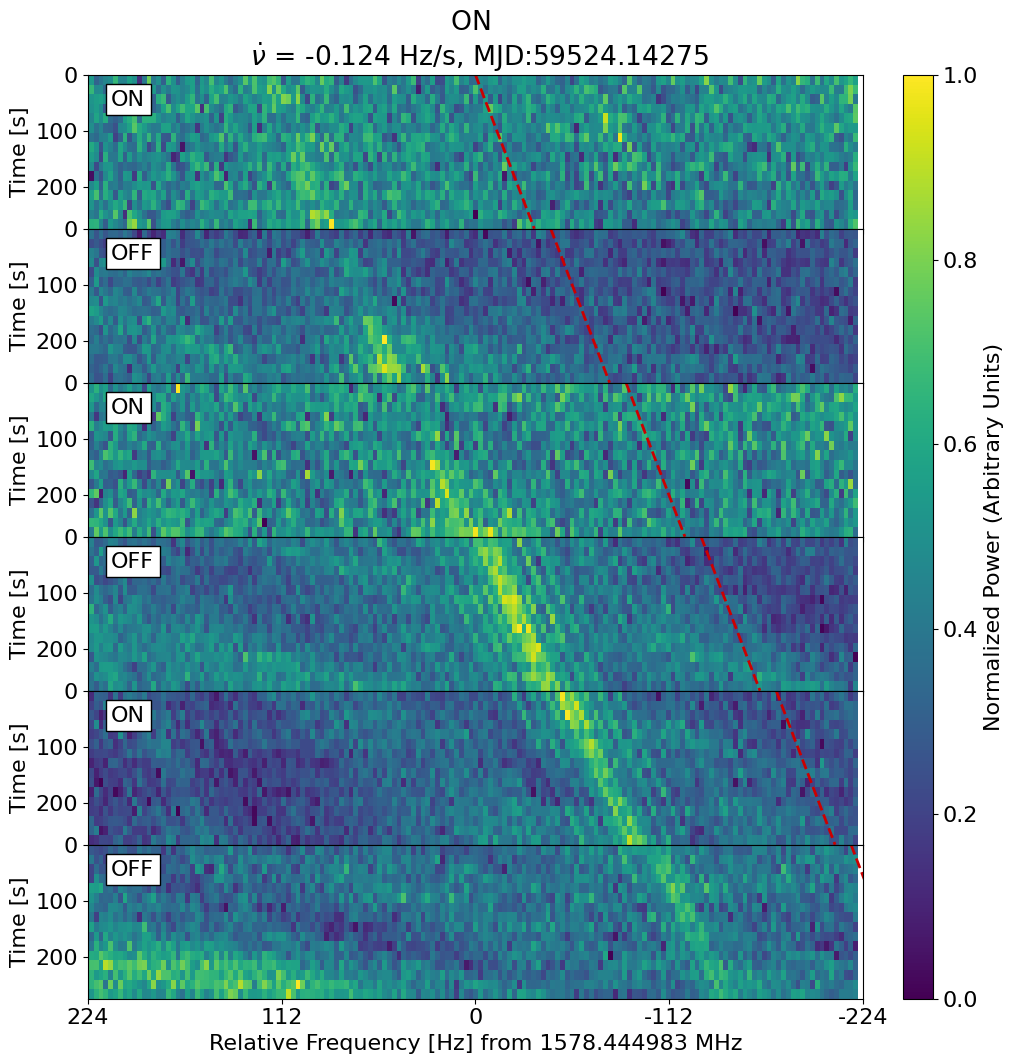 ON
ν̇ = -0.124 Hz/s, MJD:59524.14275
0
ON
100
200
Time [s]
0
OFF
100
200
Time [s]
0
ON
100
200
Time [s]
0
OFF
100
200
Time [s]
0
ON
100
200
Time [s]
0
OFF
100
200
Time [s]
224 112 0 -112 -224
Relative Frequency [Hz] from 1578.444983 MHz
1.0
0.8
0.6
0.4
0.2
0.0
Normalized Power (Arbitrary Units)